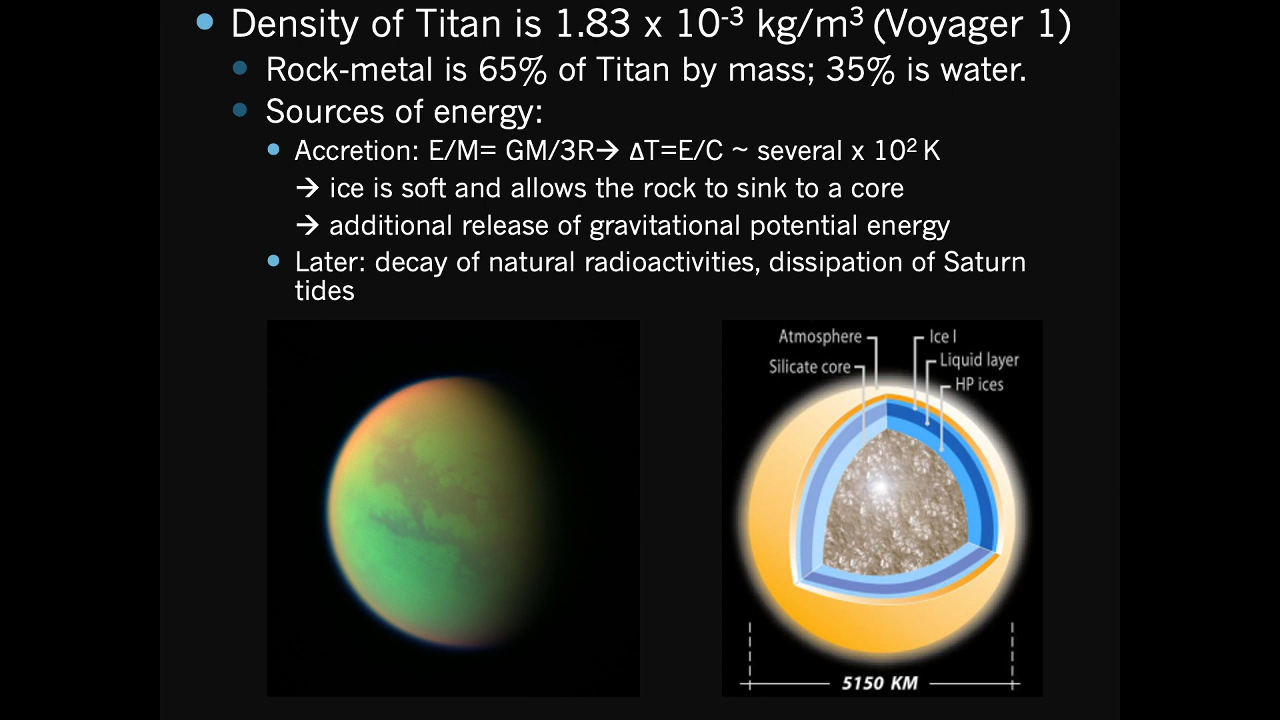 Density of Titan is 1.83 x 10⁻³ kg/m³ (Voyager 1)
Rock-metal is 65% of Titan by mass; 35% is water.
Sources of energy:
Accretion: E/M= GM/3R→ ΔT=E/C ~ several x 10² K
→ ice is soft and allows the rock to sink to a core
→ additional release of gravitational potential energy
Later: decay of natural radioactivities, dissipation of Saturn
tides
Atmosphere
Ice I
Silicate core
Liquid layer
HP ices
5150 KM